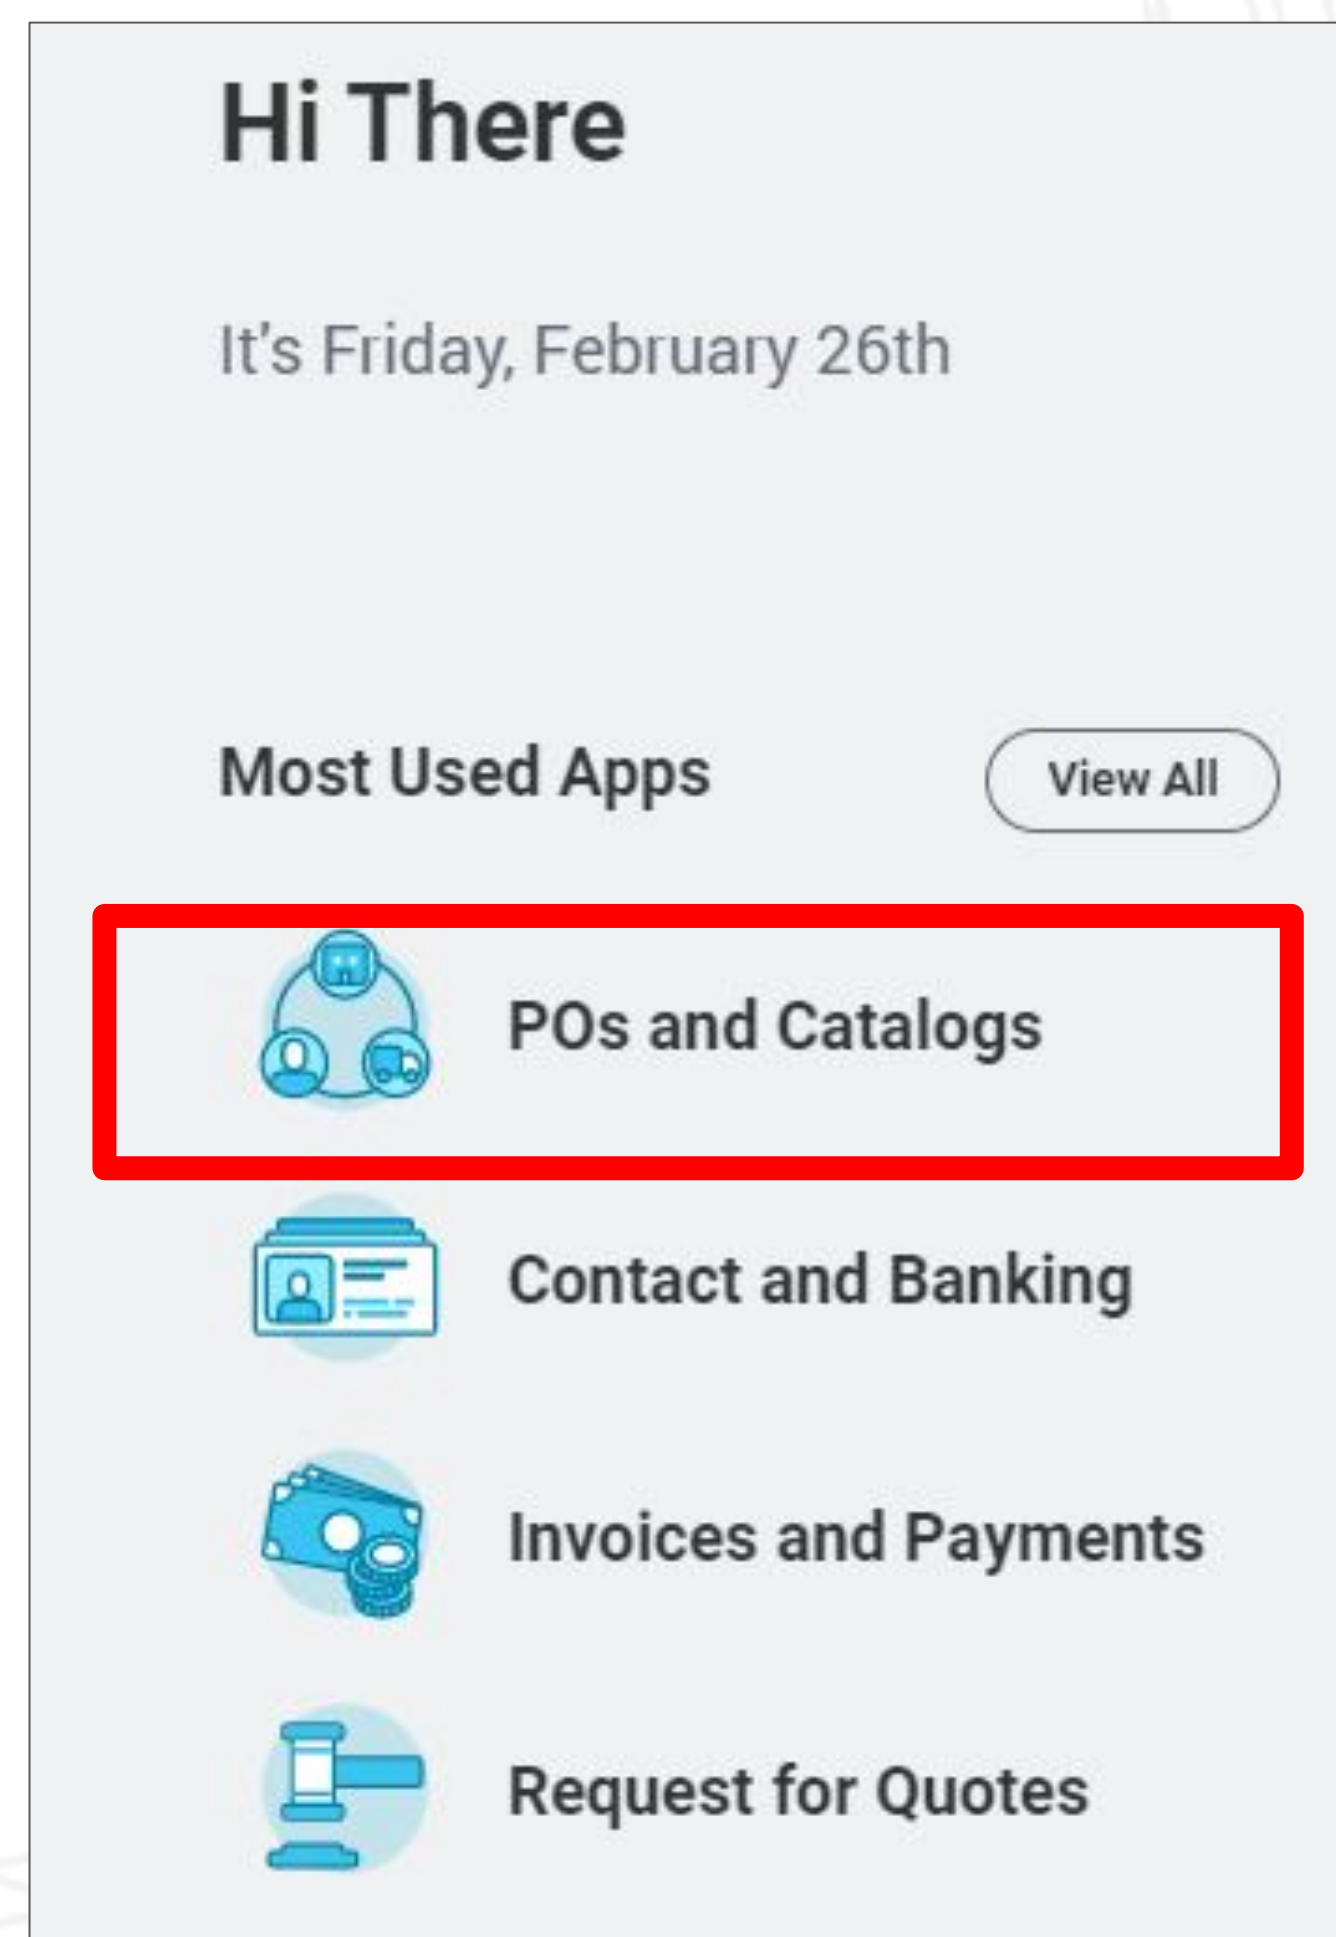 Hi There
It's Friday, February 26th
Most Used Apps
View All
POs and Catalogs
Contact and Banking
Invoices and Payments
Request for Quotes